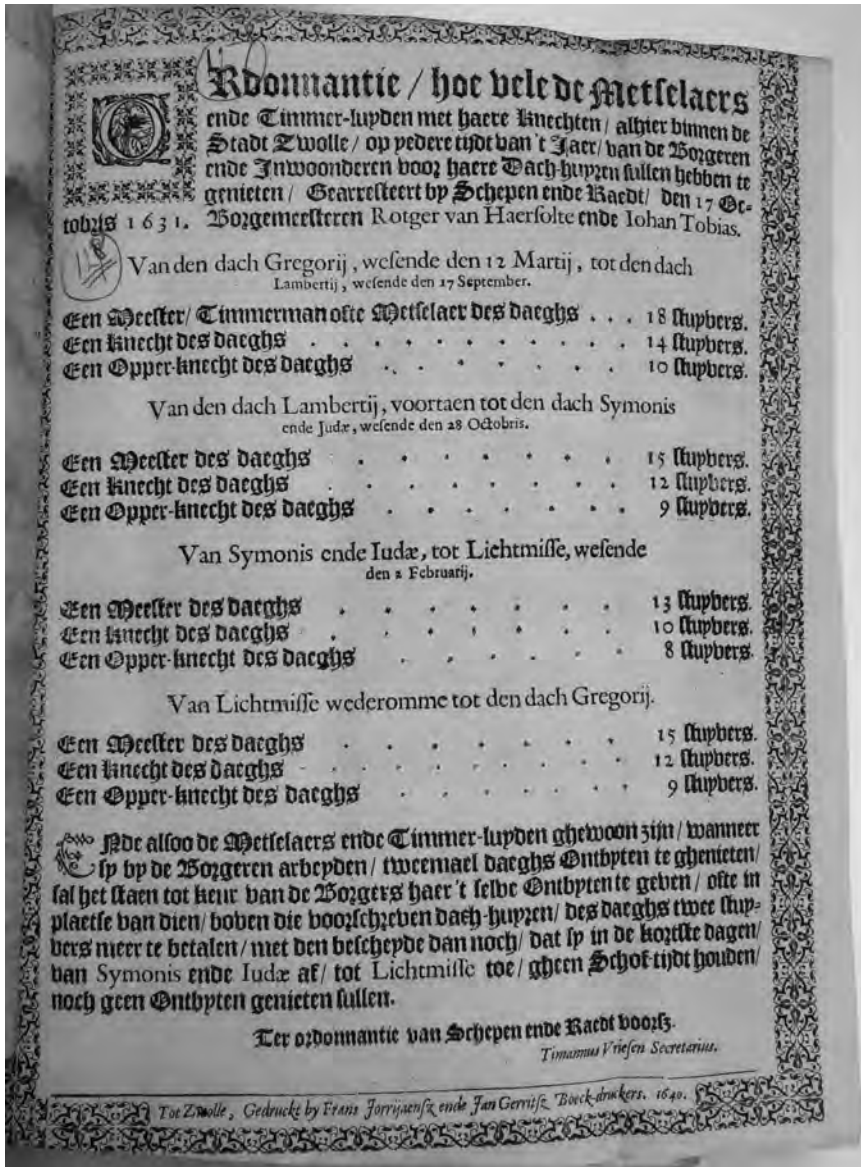 ORdonnantie / hoe vele de Metselaers
ende Timmer-luyden met haere Knechten / alhier binnen de
Stadt Zwolle / op yedere tijdt van 't Jaer / van de Borgeren
ende Inwoonderen voor haere Dach-huyren sullen hebben te
genieten / Gearresteert by Schepen ende Raedt / den 17 Oc-
tobris 1631. Borgemeesteren Rotger van Haersolte ende Iohan Tobias.
Van den dach Gregorij, wesende den 12 Martij, tot den dach
Lambertij, wesende den 17 September.
Een Meester / Timmerman ofte Metselaer des daeghs . . . 18 stuyvers.
Een Knecht des daeghs . . . . . . . . . 14 stuyvers.
Een Opper-knecht des daeghs . . . . . . . 10 stuyvers.
Van den dach Lambertij, voortaen tot den dach Symonis
ende Judæ, wesende den 28 Octobris.
Een Meester des daeghs . . . . . . . 15 stuyvers.
Een Knecht des daeghs . . . . . . . . 12 stuyvers.
Een Opper-knecht des daeghs . . . . . . . 9 stuyvers.
Van Symonis ende Iudæ, tot Lichtmisse, wesende
den 2 Februarij.
Een Meester des daeghs . . . . . . . 13 stuyvers.
Een Knecht des daeghs . . . . . . . . 10 stuyvers.
Een Opper-knecht des daeghs . . . . . . 8 stuyvers.
Van Lichtmisse wederomme tot den dach Gregorij.
Een Meester des daeghs . . . . . . . 15 stuyvers.
Een Knecht des daeghs . . . . . . . . 12 stuyvers.
Een Opper-knecht des daeghs . . . . . . 9 stuyvers.
ENde alsoo de Metselaers ende Timmer-luyden ghewoon zijn / wanneer
sy by de Borgeren arbeyden / tweemael daeghs Ontbyten te ghenieten /
sal het staen tot keur van de Borgers haer 't selve Ontbyten te geven / ofte in
plaetse van dien / boven die voorschreven dach-huyren / des daeghs twee stuy-
vers meer te betalen / met den bescheyde dan noch / dat sy in de kortste dagen /
van Symonis ende Iudæ af / tot Lichtmisse toe / gheen Schof-tijdt houden /
noch geen Ontbyten genieten sullen.
Ter ordonnantie van Schepen ende Raedt voorsz.
Timannus Vriesen Secretarius.
Tot Zwolle, Gedruckt by Frans Jorrijaensz ende Jan Gerritsz Boeck-druckers. 1640.